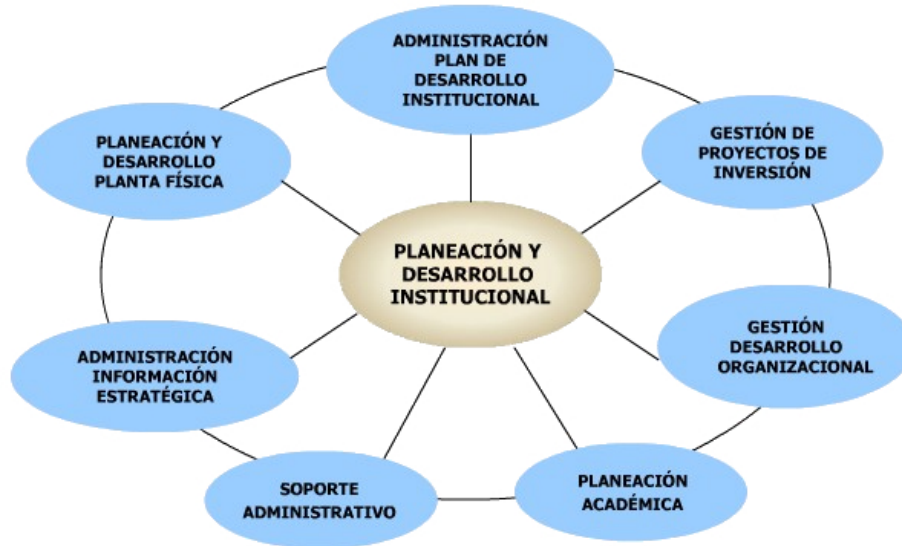 ADMINISTRACIÓN
PLAN DE
DESARROLLO
INSTITUCIONAL
GESTIÓN DE
PROYECTOS DE
INVERSIÓN
GESTIÓN
DESARROLLO
ORGANIZACIONAL
PLANEACIÓN
ACADÉMICA
SOPORTE
ADMINISTRATIVO
ADMINISTRACIÓN
INFORMACIÓN
ESTRATÉGICA
PLANEACIÓN Y
DESARROLLO
PLANTA FÍSICA
PLANEACIÓN Y
DESARROLLO
INSTITUCIONAL